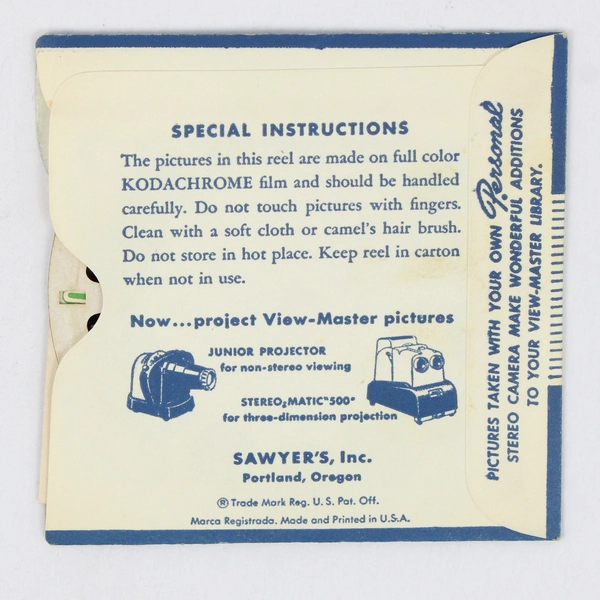 SPECIAL INSTRUCTIONS
The pictures in this reel are made on full color
KODACHROME film and should be handled
carefully. Do not touch pictures with fingers.
Clean with a soft cloth or camel's hair brush.
Do not store in hot place. Keep reel in carton
when not in use.
Now...project View-Master pictures
JUNIOR PROJECTOR
for non-stereo viewing
STEREO-MATIC "500"
for three-dimension projection
SAWYER'S, Inc.
Portland, Oregon
® Trade Mark Reg. U. S. Pat. Off.
Marca Registrada. Made and Printed in U.S.A.
PICTURES TAKEN WITH YOUR OWN Personal
STEREO CAMERA MAKE WONDERFUL ADDITIONS
TO YOUR VIEW-MASTER LIBRARY.